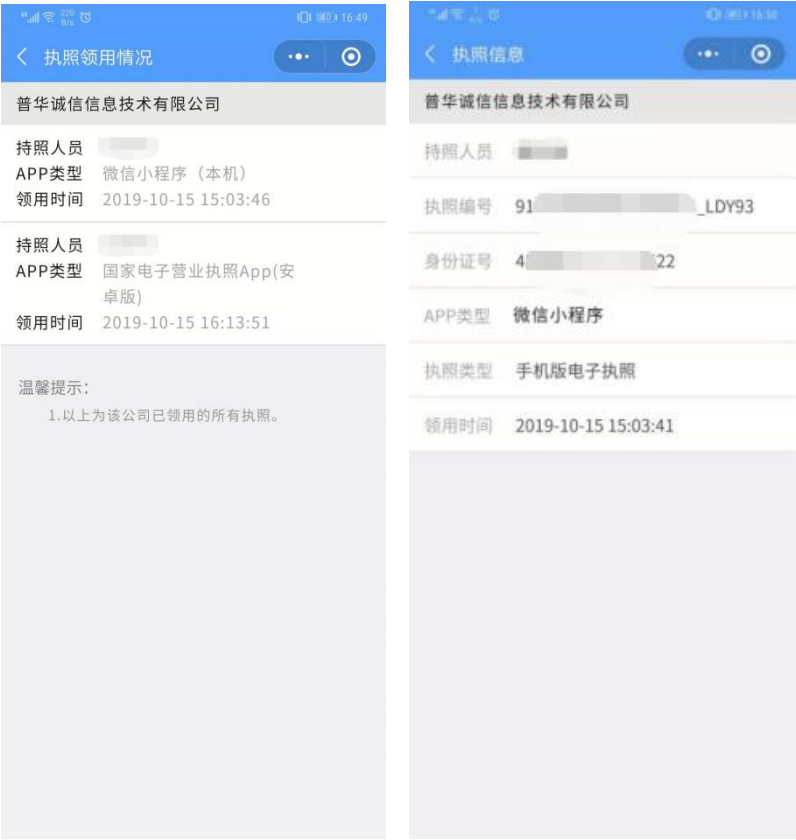 220
B/s
16:49
执照领用情况
普华诚信信息技术有限公司
持照人员
APP类型 微信小程序（本机）
领用时间 2019-10-15 15:03:46
持照人员
APP类型 国家电子营业执照App(安
卓版)
领用时间 2019-10-15 16:13:51
温馨提示：
1.以上为该公司已领用的所有执照。
16:50
执照信息
普华诚信信息技术有限公司
持照人员
执照编号 91 _LDY93
身份证号 4 22
APP类型 微信小程序
执照类型 手机版电子执照
领用时间 2019-10-15 15:03:41